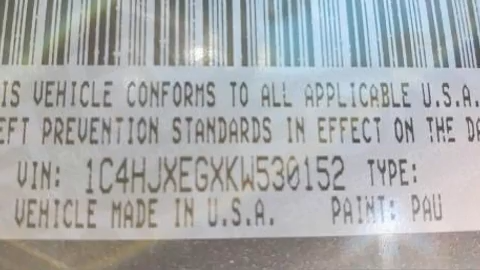 IS VEHICLE CONFORMS TO ALL APPLICABLE U.S.A.
EFT PREVENTION STANDARDS IN EFFECT ON THE DA
VIN: 1C4HJXEGXKW530152 TYPE:
VEHICLE MADE IN U.S.A. PAINT: PAU